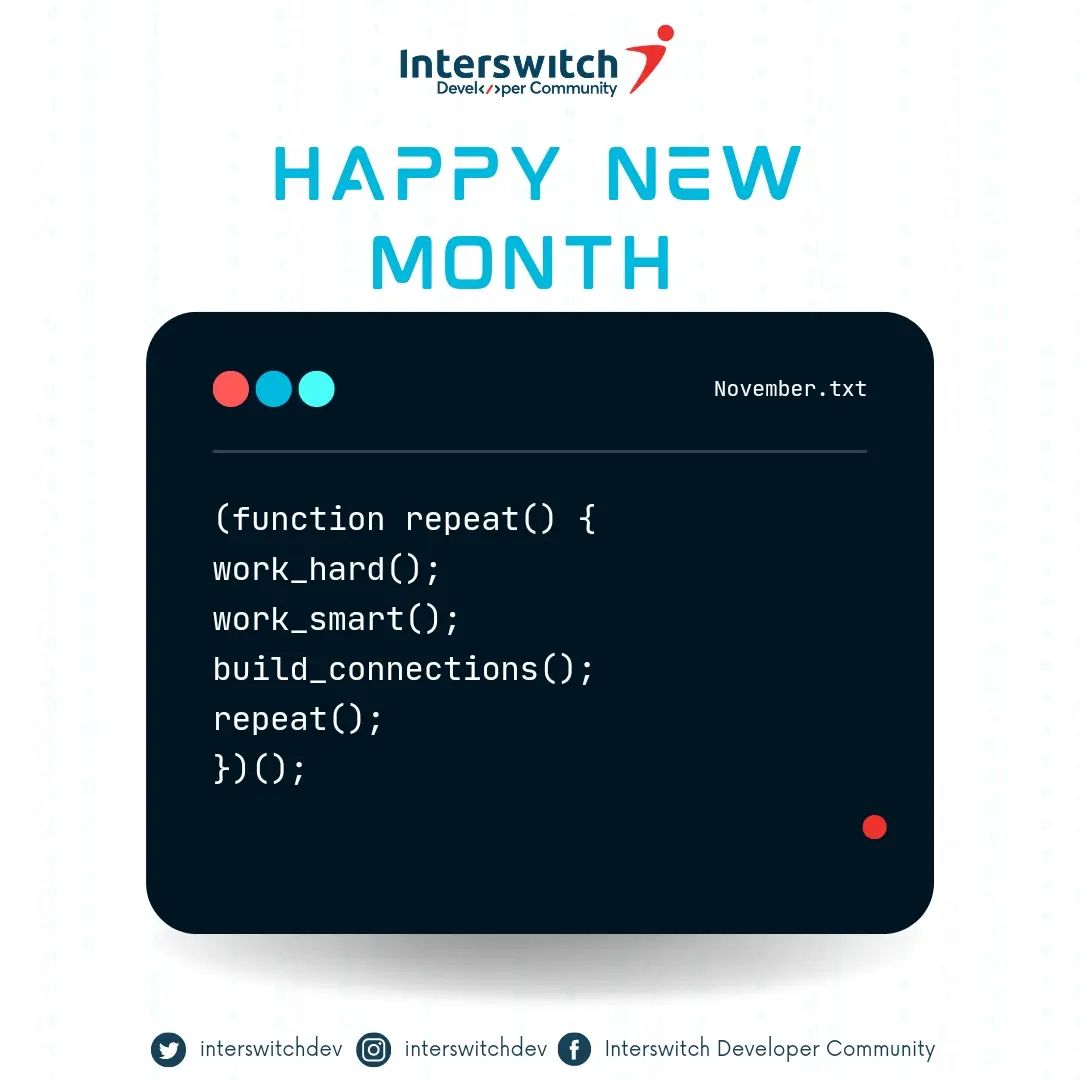 Interswitch
Devel</>per Community
HAPPY NEW
MONTH
November.txt
(function repeat() {
work_hard();
work_smart();
build_connections();
repeat();
})();
interswitchdev interswitchdev Interswitch Developer Community